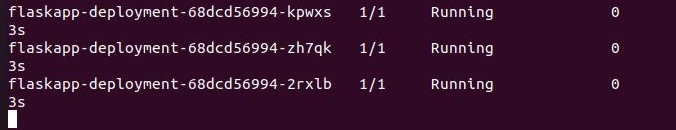 flaskapp-deployment-68dcd56994-kpwxs   1/1     Running             0
3s
flaskapp-deployment-68dcd56994-zh7qk   1/1     Running             0
3s
flaskapp-deployment-68dcd56994-2rxlb   1/1     Running             0
3s